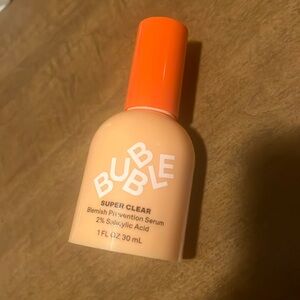 BUBBLE
SUPER CLEAR
Blemish Prevention Serum
2% Salicylic Acid
1 FL OZ 30 mL